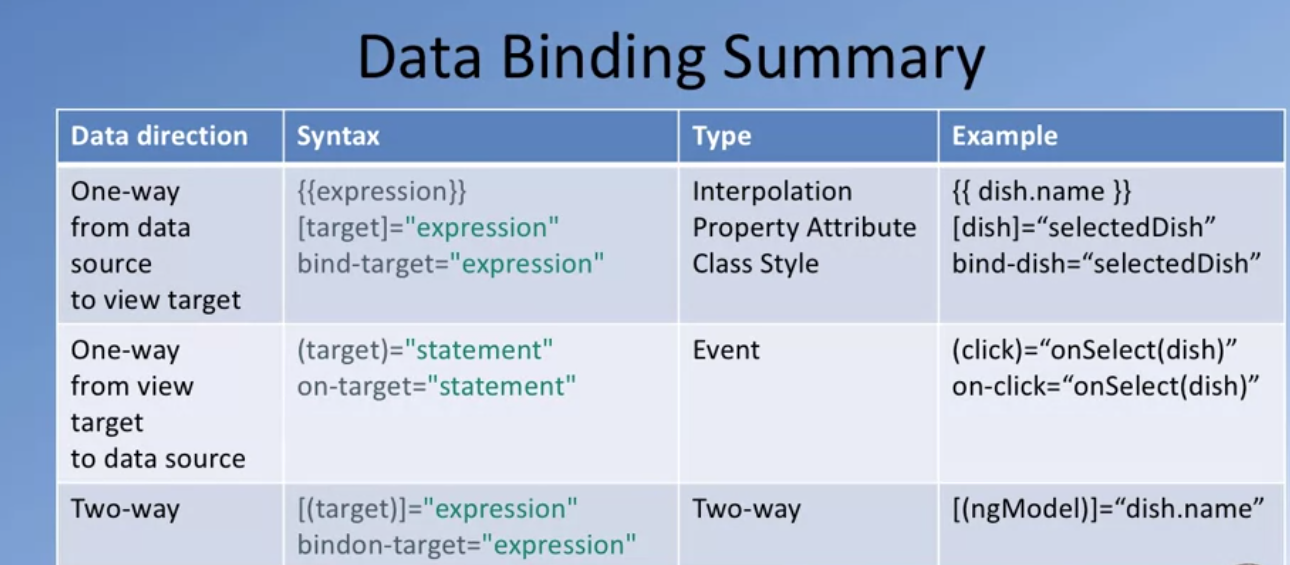 Data Binding Summary
Data direction Syntax Type Example
One-way {{expression}} Interpolation {{ dish.name }}
from data [target]="expression" Property Attribute [dish]=“selectedDish”
source bind-target="expression" Class Style bind-dish=“selectedDish”
to view target
One-way (target)="statement" Event (click)=“onSelect(dish)”
from view on-target="statement" on-click=“onSelect(dish)”
target
to data source
Two-way [(target)]="expression" Two-way [(ngModel)]=“dish.name”
bindon-target="expression"